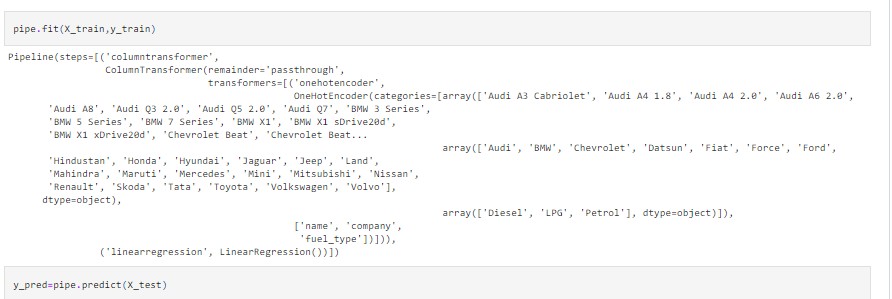 pipe.fit(X_train,y_train)
Pipeline(steps=[('columntransformer',
ColumnTransformer(remainder='passthrough',
transformers=[('onehotencoder',
OneHotEncoder(categories=[array(['Audi A3 Cabriolet', 'Audi A4 1.8', 'Audi A4 2.0', 'Audi A6 2.0',
'Audi A8', 'Audi Q3 2.0', 'Audi Q5 2.0', 'Audi Q7', 'BMW 3 Series',
'BMW 5 Series', 'BMW 7 Series', 'BMW X1', 'BMW X1 sDrive20d',
'BMW X1 xDrive20d', 'Chevrolet Beat', 'Chevrolet Beat...
array(['Audi', 'BMW', 'Chevrolet', 'Datsun', 'Fiat', 'Force', 'Ford',
'Hindustan', 'Honda', 'Hyundai', 'Jaguar', 'Jeep', 'Land',
'Mahindra', 'Maruti', 'Mercedes', 'Mini', 'Mitsubishi', 'Nissan',
'Renault', 'Skoda', 'Tata', 'Toyota', 'Volkswagen', 'Volvo'],
dtype=object),
array(['Diesel', 'LPG', 'Petrol'], dtype=object)]),
['name', 'company',
'fuel_type'])])),
('linearregression', LinearRegression())])
y_pred=pipe.predict(X_test)